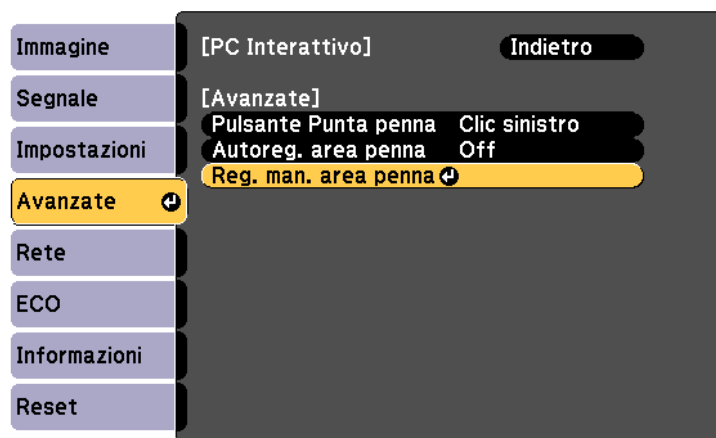 Immagine
Segnale
Impostazioni
Avanzate
Rete
ECO
Informazioni
Reset
[PC Interattivo] Indietro
[Avanzate]
Pulsante Punta penna Clic sinistro
Autoreg. area penna Off
Reg. man. area penna